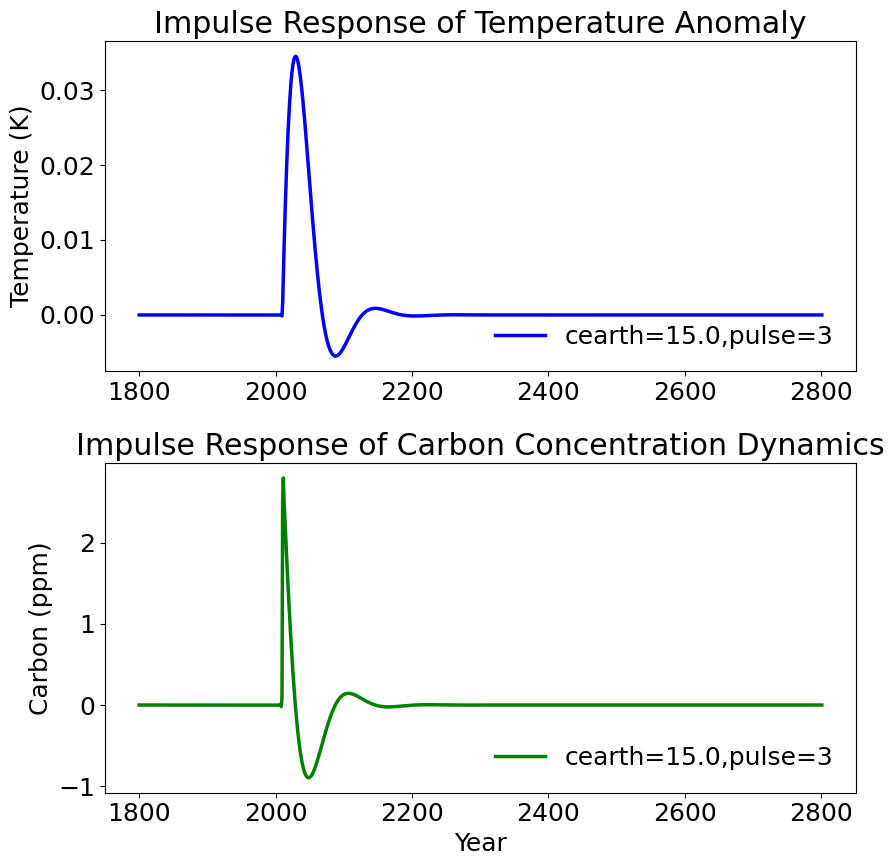 Impulse Response of Temperature Anomaly
Temperature (K)
0.03
0.02
0.01
0.00
cearth=15.0,pulse=3
1800 2000 2200 2400 2600 2800
Impulse Response of Carbon Concentration Dynamics
Carbon (ppm)
2
1
0
−1
cearth=15.0,pulse=3
1800 2000 2200 2400 2600 2800
Year